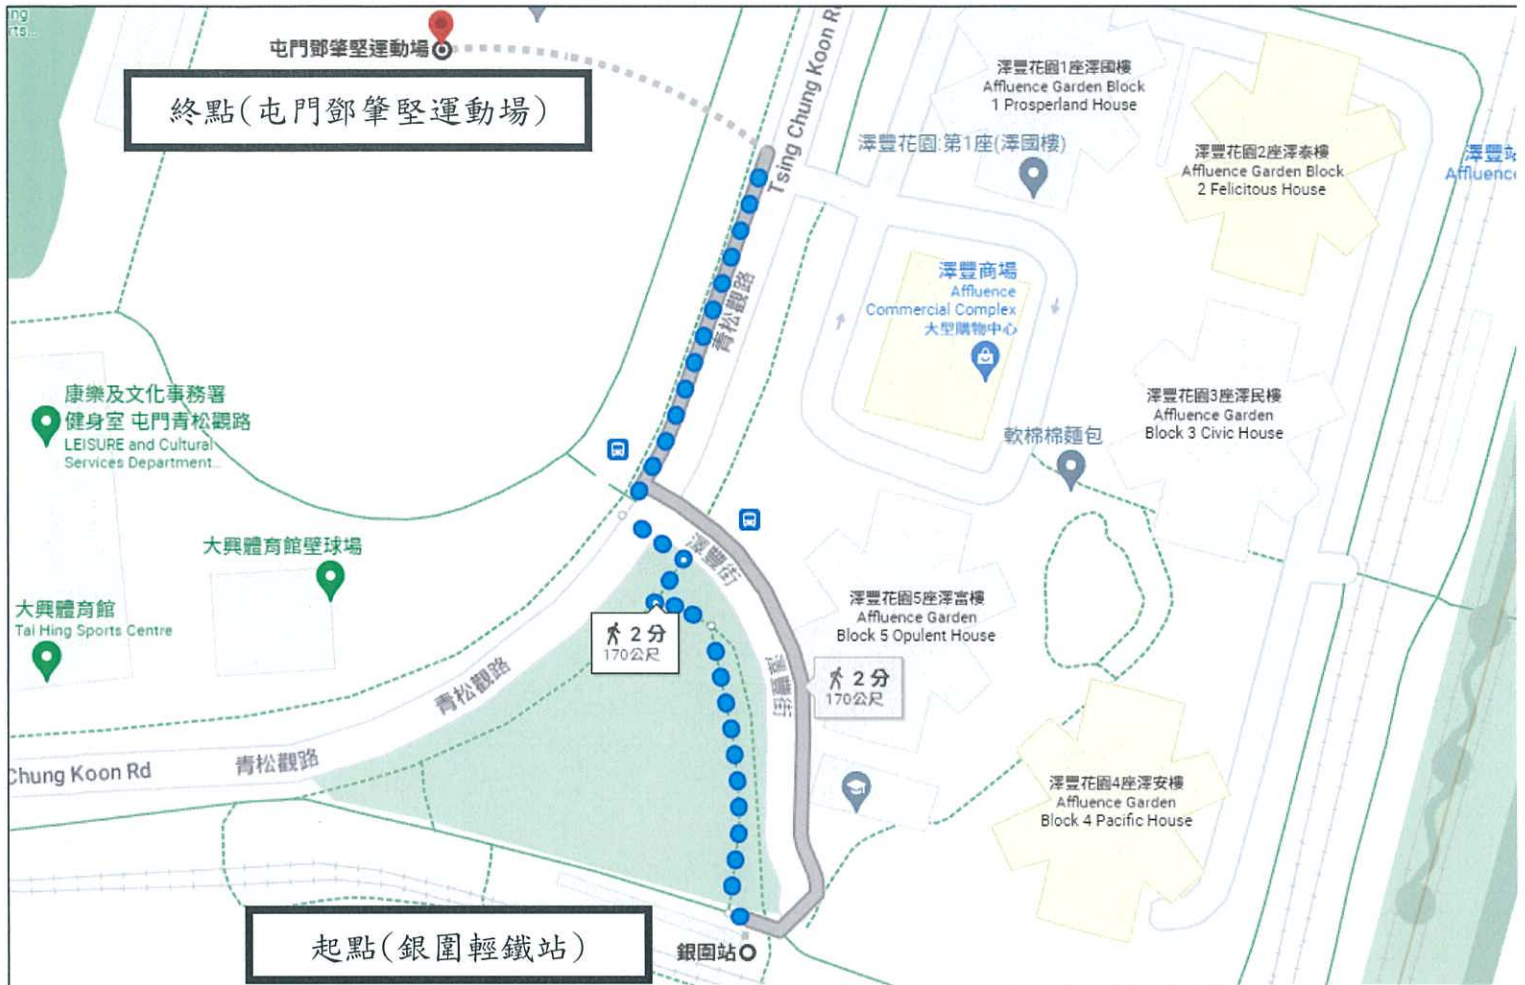 ng
rts...
屯門鄧肇堅運動場
終點(屯門鄧肇堅運動場)
Tsing Chung Koon Rd
青松觀路
澤豐花園1座澤國樓
Affluence Garden Block
1 Prosperland House
澤豐花園:第1座(澤國樓)
澤豐花園2座澤泰樓
Affluence Garden Block
2 Felicitous House
澤豐站
Affluence
澤豐商場
Affluence
Commercial Complex
大型購物中心
康樂及文化事務署
健身室 屯門青松觀路
LEISURE and Cultural
Services Department...
澤豐花園3座澤民樓
Affluence Garden
Block 3 Civic House
軟棉棉麵包
大興體育館壁球場
澤豐街
大興體育館
Tai Hing Sports Centre
2 分
170公尺
澤豐花園5座澤富樓
Affluence Garden
Block 5 Opulent House
青松觀路
澤豐街
2 分
170公尺
Chung Koon Rd
青松觀路
澤豐花園4座澤安樓
Affluence Garden
Block 4 Pacific House
起點(銀圍輕鐵站)
銀圍站